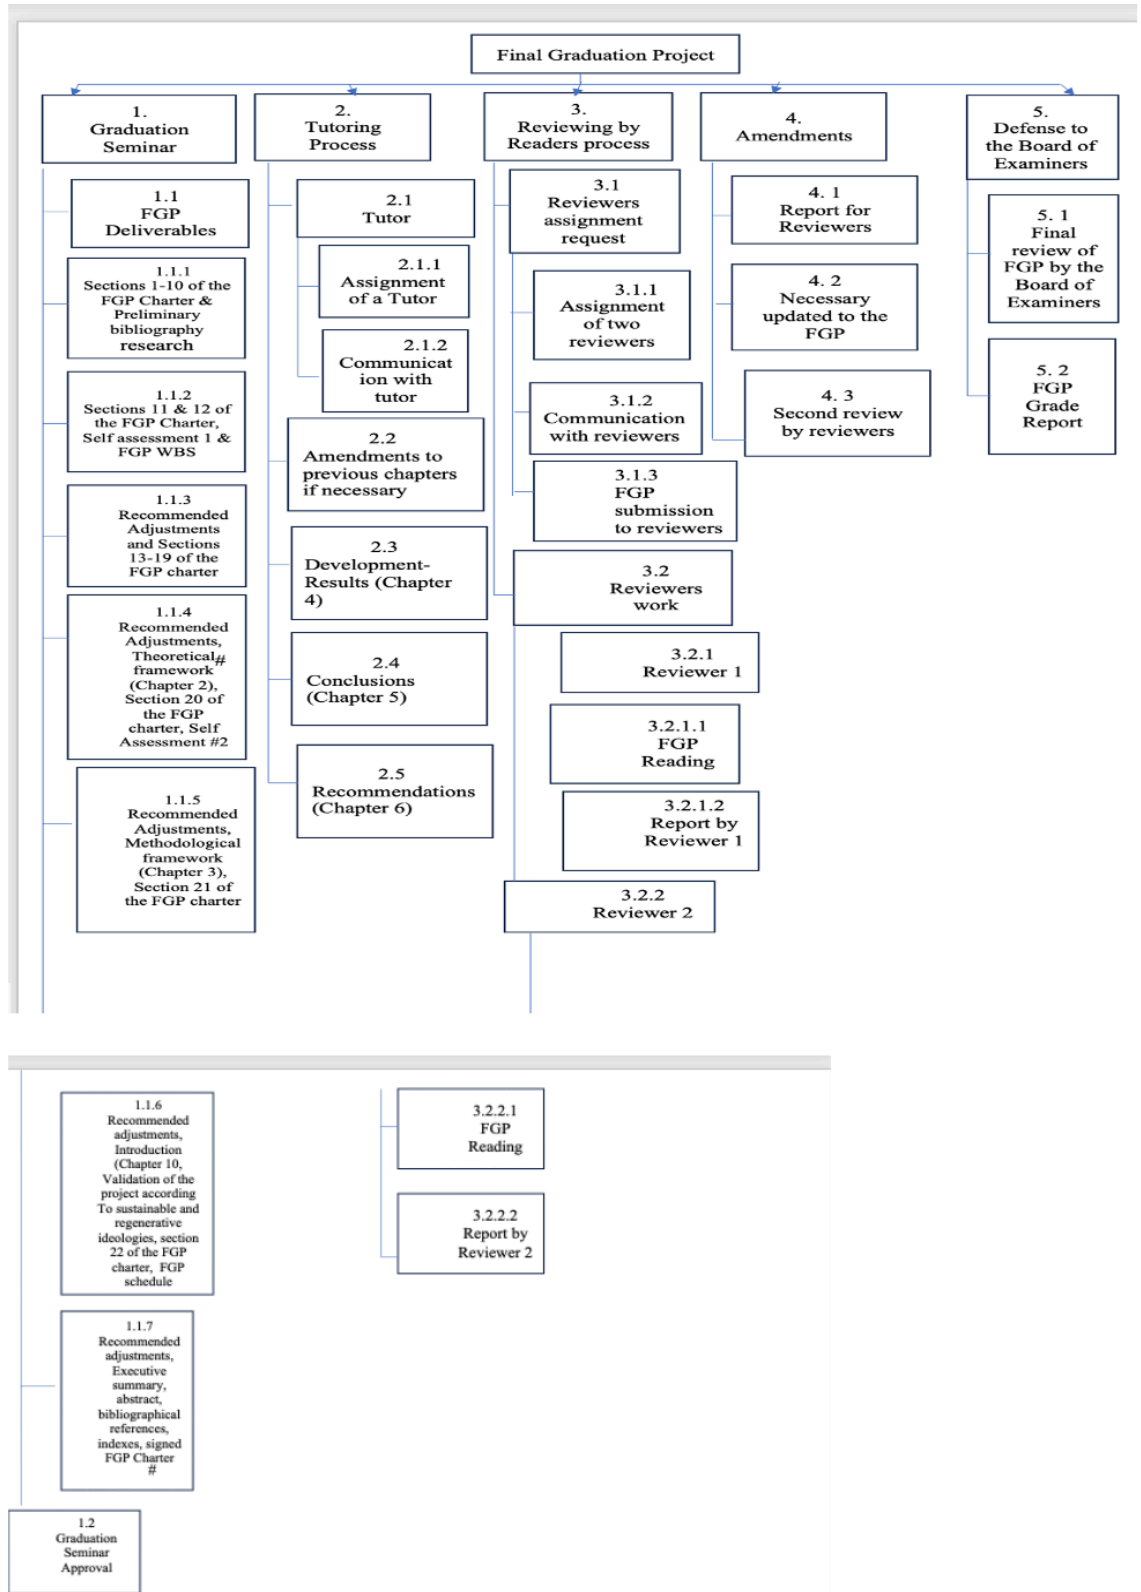 Final Graduation Project
1.
Graduation
Seminar
1.1
FGP
Deliverables
1.1.1
Sections 1-10 of the
FGP Charter &
Preliminary
bibliography
research
1.1.2
Sections 11 & 12 of
the FGP Charter,
Self assessment 1 &
FGP WBS
1.1.3
Recommended
Adjustments
and Sections
13-19 of the
FGP charter
1.1.4
Recommended
Adjustments,
Theoretical#
framework
(Chapter 2),
Section 20 of
the FGP
charter, Self
Assessment #2
1.1.5
Recommended
Adjustments,
Methodological
framework
(Chapter 3),
Section 21 of
the FGP charter
2.
Tutoring
Process
2.1
Tutor
2.1.1
Assignment
of a Tutor
2.1.2
Communicat
ion with
tutor
2.2
Amendments to
previous chapters
if necessary
2.3
Development-
Results (Chapter
4)
2.4
Conclusions
(Chapter 5)
2.5
Recommendations
(Chapter 6)
3.
Reviewing by
Readers process
3.1
Reviewers
assignment
request
3.1.1
Assignment
of two
reviewers
3.1.2
Communication
with reviewers
3.1.3
FGP
submission
to reviewers
3.2
Reviewers
work
3.2.1
Reviewer 1
3.2.1.1
FGP
Reading
3.2.1.2
Report by
Reviewer 1
3.2.2
Reviewer 2
4.
Amendments
4. 1
Report for
Reviewers
4. 2
Necessary
updated to the
FGP
4. 3
Second review
by reviewers
5.
Defense to
the Board of
Examiners
5. 1
Final
review of
FGP by the
Board of
Examiners
5. 2
FGP
Grade
Report
1.1.6
Recommended
adjustments,
Introduction
(Chapter 10,
Validation of the
project according
To sustainable and
regenerative
ideologies, section
22 of the FGP
charter, FGP
schedule
1.1.7
Recommended
adjustments,
Executive
summary,
abstract,
bibliographical
references,
indexes, signed
FGP Charter
#
1.2
Graduation
Seminar
Approval
3.2.2.1
FGP
Reading
3.2.2.2
Report by
Reviewer 2